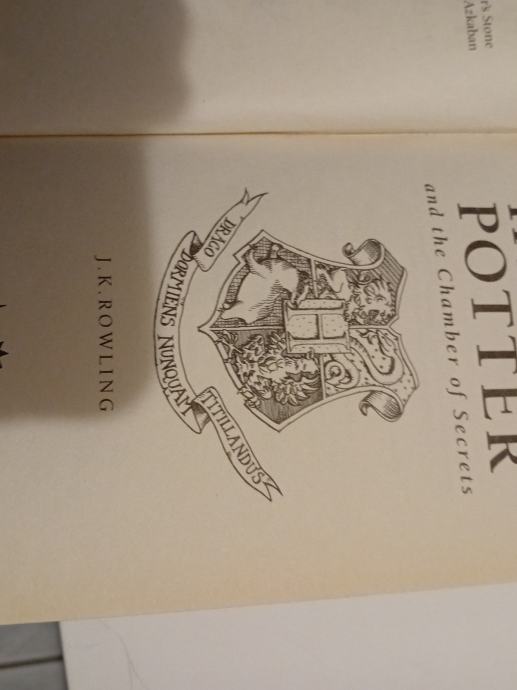 r's Stone
Azkaban
POTTER
and the Chamber of Secrets
DRACO DORMIENS NUNQUAM TITILLANDUS
J.K. ROWLING